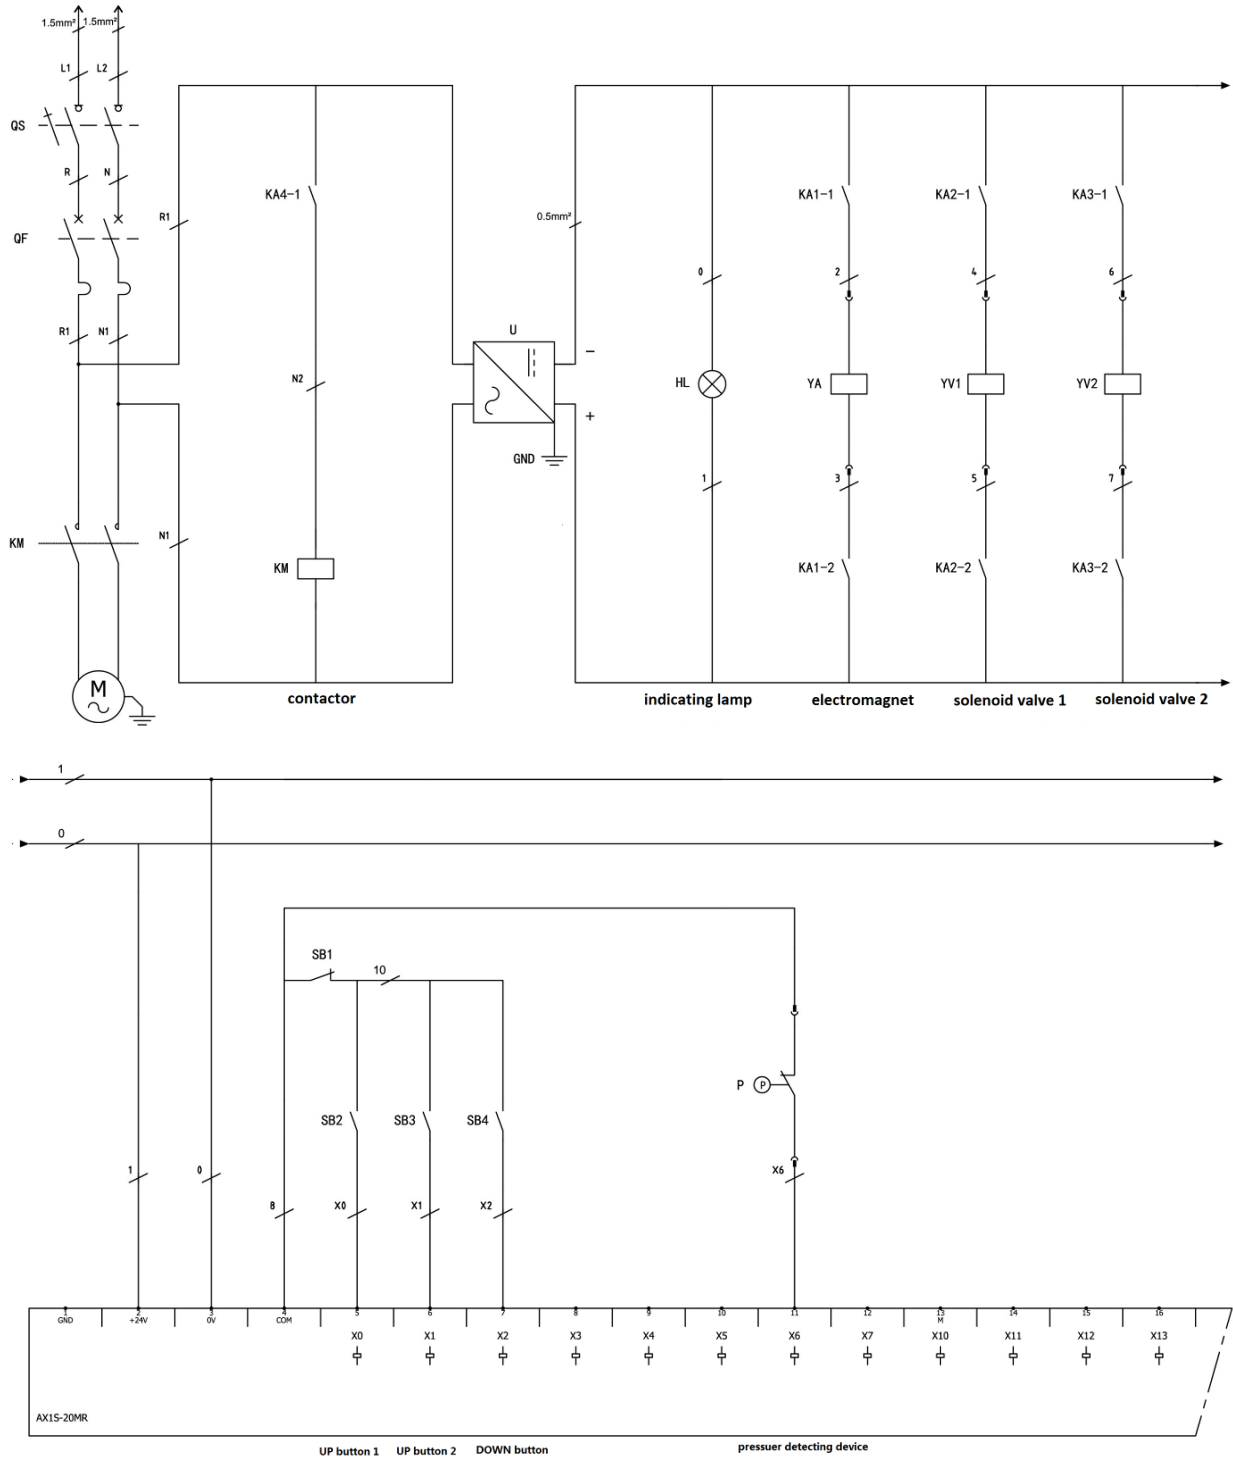 1.5mm² 1.5mm²
L1 L2
QS
R N
KA4-1 KA1-1 KA2-1 KA3-1
R1 0.5mm²
QF
0 2 4 6
R1 N1 U
−
N2 HL YA YV1 YV2
+
GND
1 3 5 7
KM N1
KM KA1-2 KA2-2 KA3-2
M
contactor indicating lamp electromagnet solenoid valve 1 solenoid valve 2
1
0
SB1
10
P P
SB2 SB3 SB4
1 0 X6
8 X0 X1 X2
1 2 3 4 5 6 7 8 9 10 11 12 13 14 15 16
GND +24V 0V COM M
X0 X1 X2 X3 X4 X5 X6 X7 X10 X11 X12 X13
AX1S-20MR
UP button 1 UP button 2 DOWN button pressuer detecting device